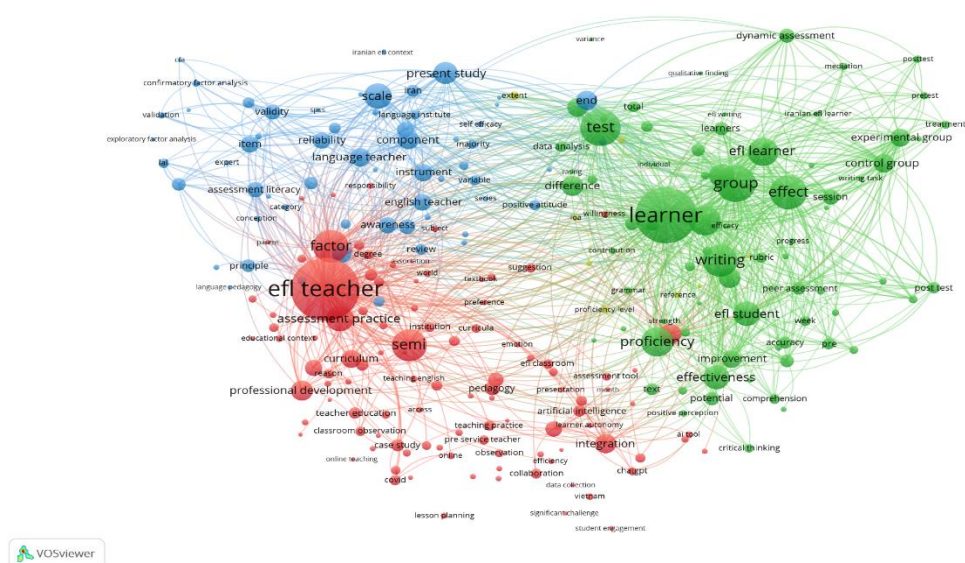 variance
dynamic assessment
iranian efl context
cfa
present study
posttest
mediation
qualitative finding
confirmatory factor analysis
iran
scale
extent
end
pretest
validation
spss
language institute
total
efl writing
iranian efl learner
validity
self efficacy
test
learners
treatment
exploratory factor analysis
reliability
component
majority
data analysis
experimental group
item
efl learner
language teacher
individual
control group
expert
instrument
variable
rating
writing task
responsibility
difference
group
effect
assessment literacy
session
category
english teacher
series
positive attitude
conception
learner
willingness
awareness
subject
efficacy
factor
review
contribution
progress
degree
association
writing
rubric
principle
world
suggestion
language pedagogy
textbook
grammar
peer assessment
post test
efl teacher
preference
reference
proficiency level
assessment practice
efl student
institution
curricula
strength
week
educational context
semi
emotion
proficiency
accuracy
pre
curriculum
efl classroom
improvement
reason
teaching english
assessment tool
effectiveness
professional development
pedagogy
presentation
month
text
potential
comprehension
access
artificial intelligence
teacher education
learner autonomy
positive perception
classroom observation
teaching practice
ai tool
case study
pre service teacher
integration
observation
critical thinking
online teaching
online
efficiency
collaboration
chatgpt
covid
data collection
vietnam
lesson planning
significant challenge
student engagement
VOSviewer